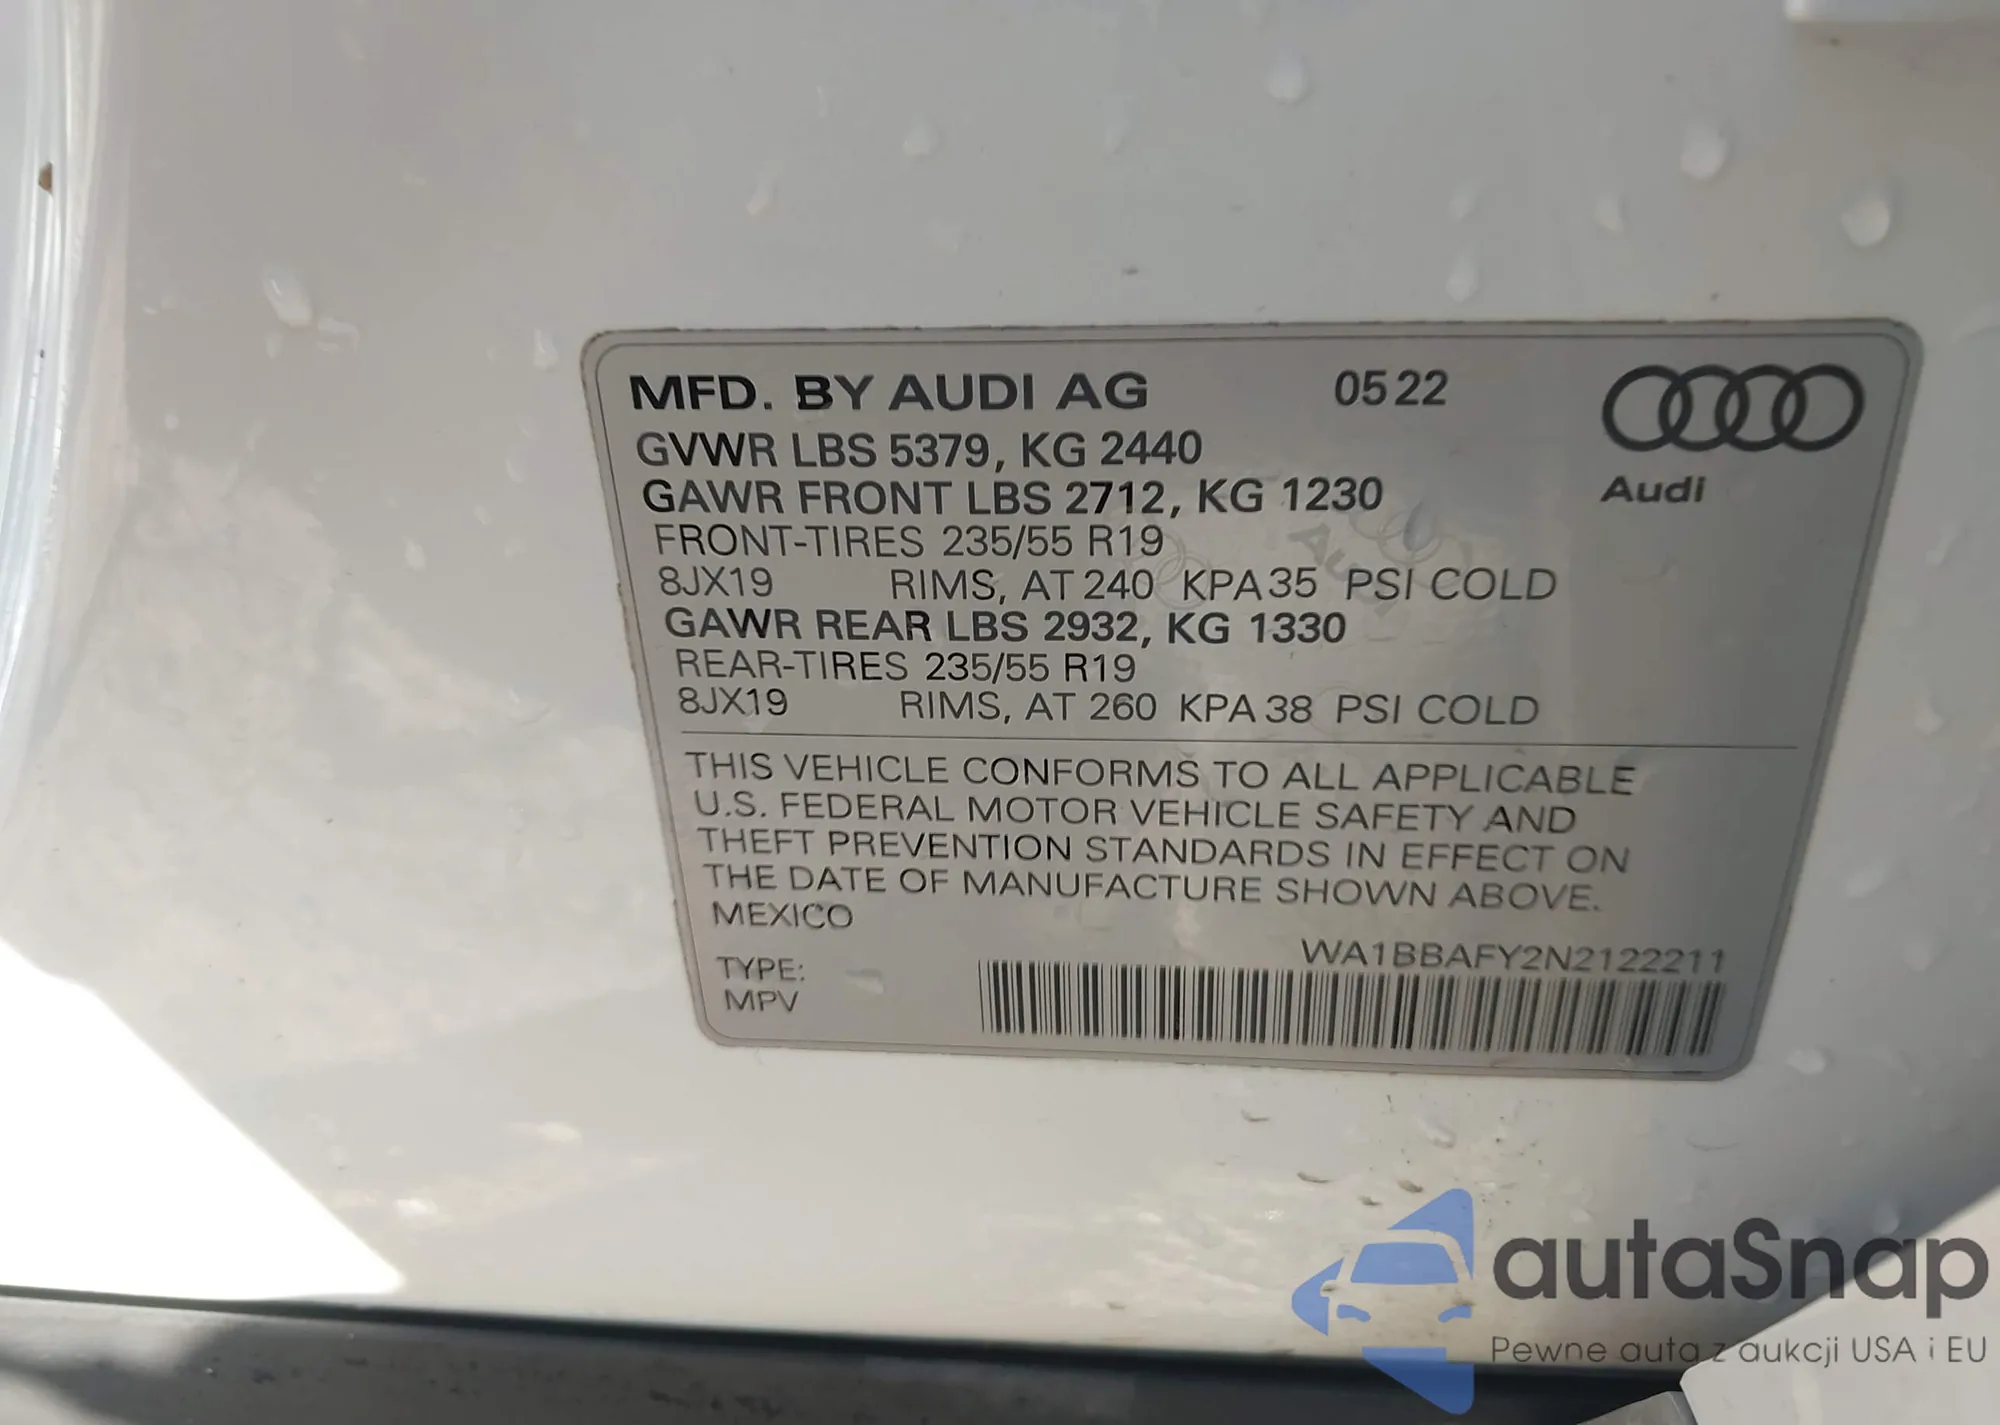 MFD. BY AUDI AG 05 22
GVWR LBS 5379, KG 2440
GAWR FRONT LBS 2712, KG 1230
Audi
FRONT-TIRES 235/55 R19
8JX19 RIMS, AT 240 KPA 35 PSI COLD
GAWR REAR LBS 2932, KG 1330
REAR-TIRES 235/55 R19
8JX19 RIMS, AT 260 KPA 38 PSI COLD
THIS VEHICLE CONFORMS TO ALL APPLICABLE
U.S. FEDERAL MOTOR VEHICLE SAFETY AND
THEFT PREVENTION STANDARDS IN EFFECT ON
THE DATE OF MANUFACTURE SHOWN ABOVE.
MEXICO
WA1BBAFY2N2122211
TYPE:
MPV
autaSnap
Pewne auta z aukcji USA i EU